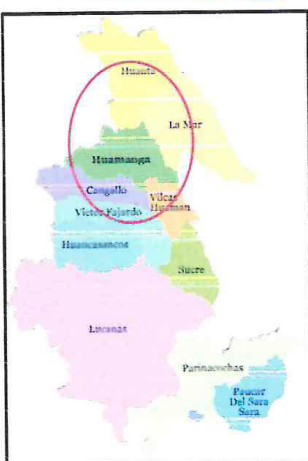 Huanta
La Mar
Huamanga
Cangallo
Vilcas
Huaman
Victor Fajardo
Huancasancos
Sucre
Lucanas
Parinacochas
Paucar
Del Sara
Sara